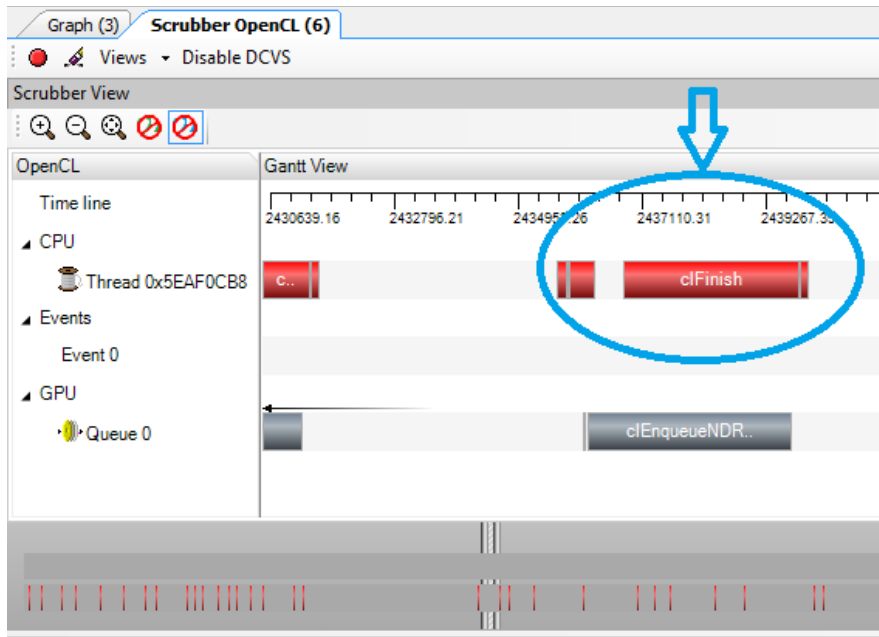 Graph (3) Scrubber OpenCL (6)
Views Disable DCVS
Scrubber View
OpenCL Gantt View
Time line
2430639.16 2432796.21 2437110.31
CPU
Thread 0x5EAF0CB8 c.. clFinish
Events
Event 0
GPU
Queue 0 clEnqueueNDR..